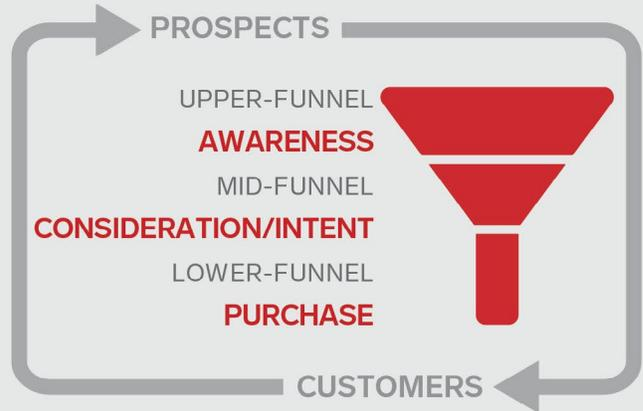 PROSPECTS
UPPER-FUNNEL
AWARENESS
MID-FUNNEL
CONSIDERATION/INTENT
LOWER-FUNNEL
PURCHASE
CUSTOMERS